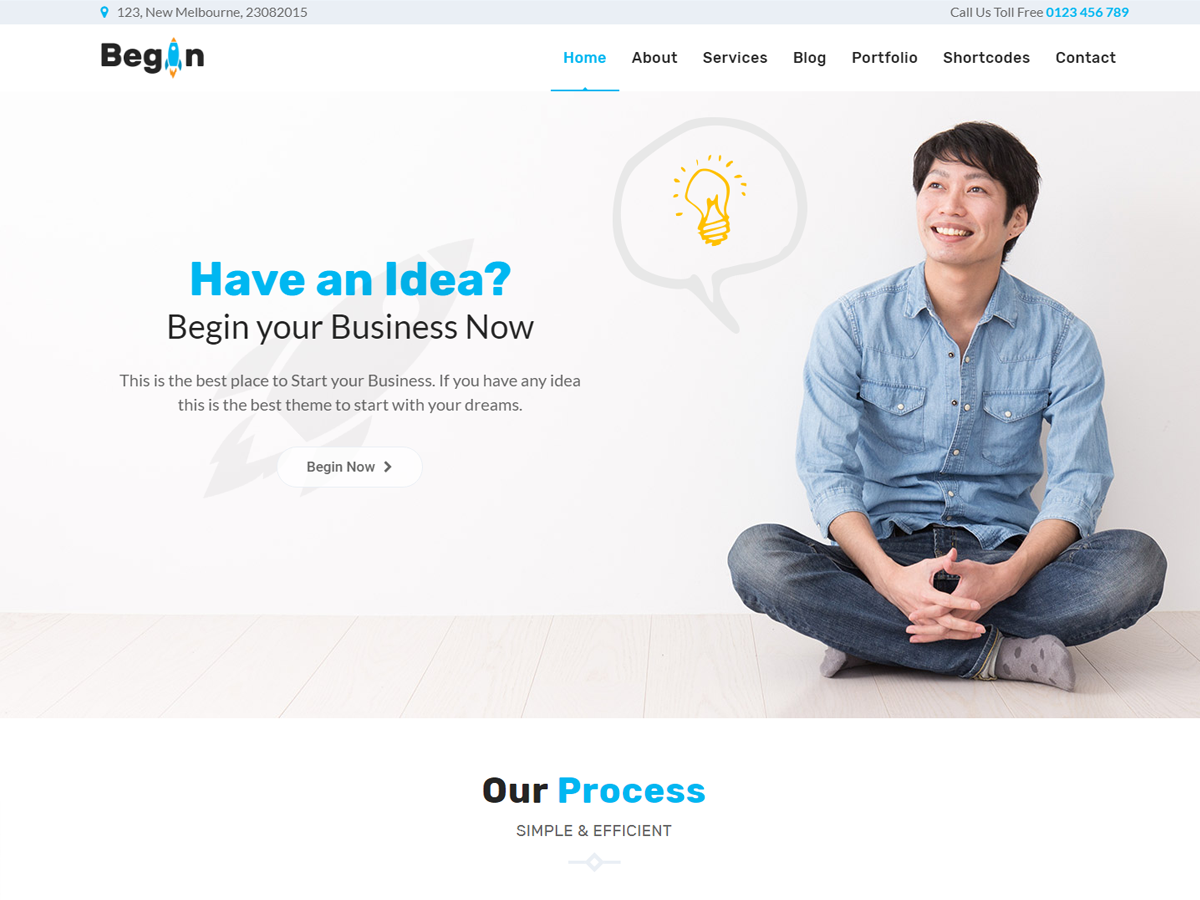 123, New Melbourne, 23082015
Call Us Toll Free 0123 456 789
Begin
Home About Services Blog Portfolio Shortcodes Contact
Have an Idea?
Begin your Business Now
This is the best place to Start your Business. If you have any idea
this is the best theme to start with your dreams.
Begin Now
Our Process
SIMPLE & EFFICIENT